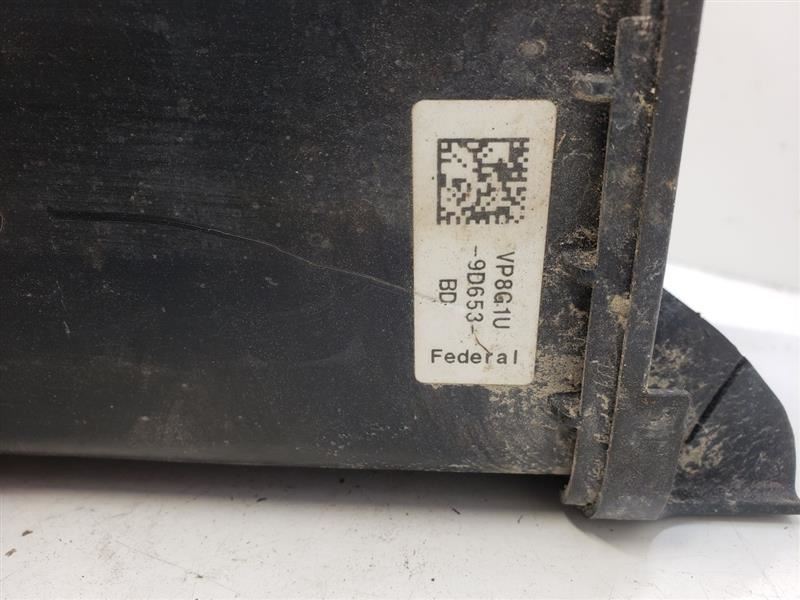 VP8G1U
-9D653-
BD
Federal